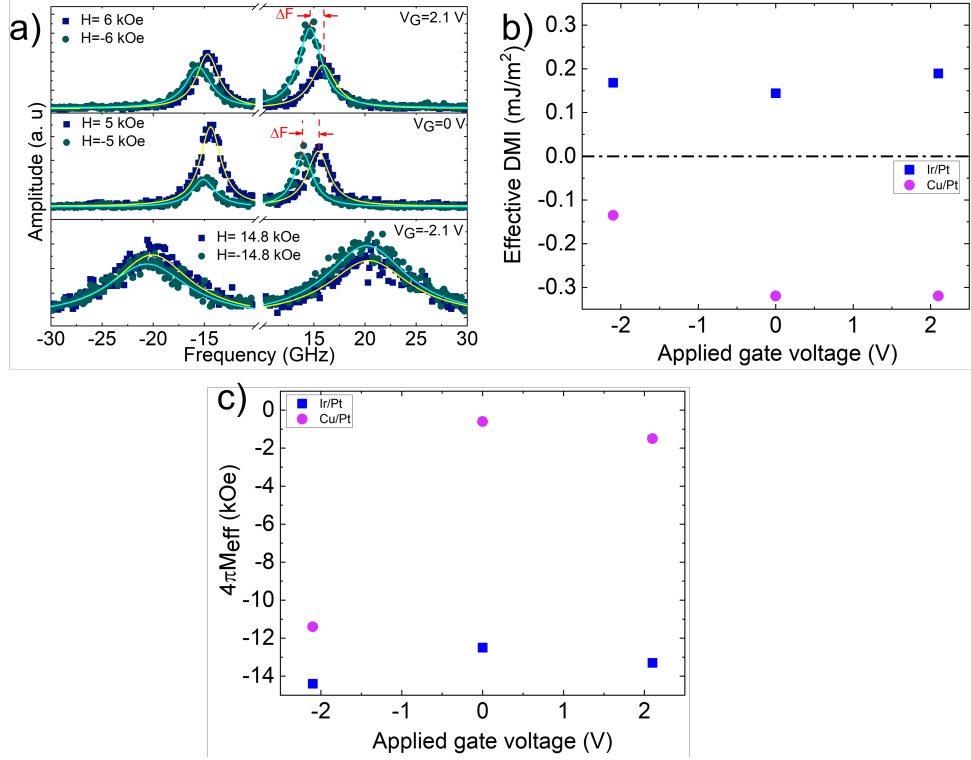 a)
H= 6 kOe
H=-6 kOe
ΔF
V_G=2.1 V
H= 5 kOe
H=-5 kOe
ΔF
V_G=0 V
H= 14.8 kOe
H=-14.8 kOe
V_G=-2.1 V
Amplitude (a. u)
-30 -25 -20 -15 15 20 25 30
Frequency (GHz)
b)
0.3
0.2
0.1
0.0
-0.1
-0.2
-0.3
Effective DMI (mJ/m²)
Ir/Pt
Cu/Pt
-2 -1 0 1 2
Applied gate voltage (V)
c)
Ir/Pt
Cu/Pt
0
-2
-4
-6
-8
-10
-12
-14
4πM_eff (kOe)
-2 -1 0 1 2
Applied gate voltage (V)